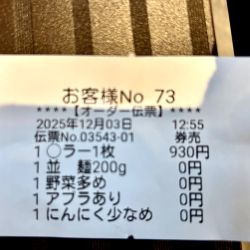 お客様No 73
****【オーダー伝票】****
2025年12月03日 12:55
伝票No.03543-01 券売
1 ◯ラー1枚 930円
1 並 麺200g 0円
1 野菜多め 0円
1 アブラあり 0円
1 にんにく少なめ 0円